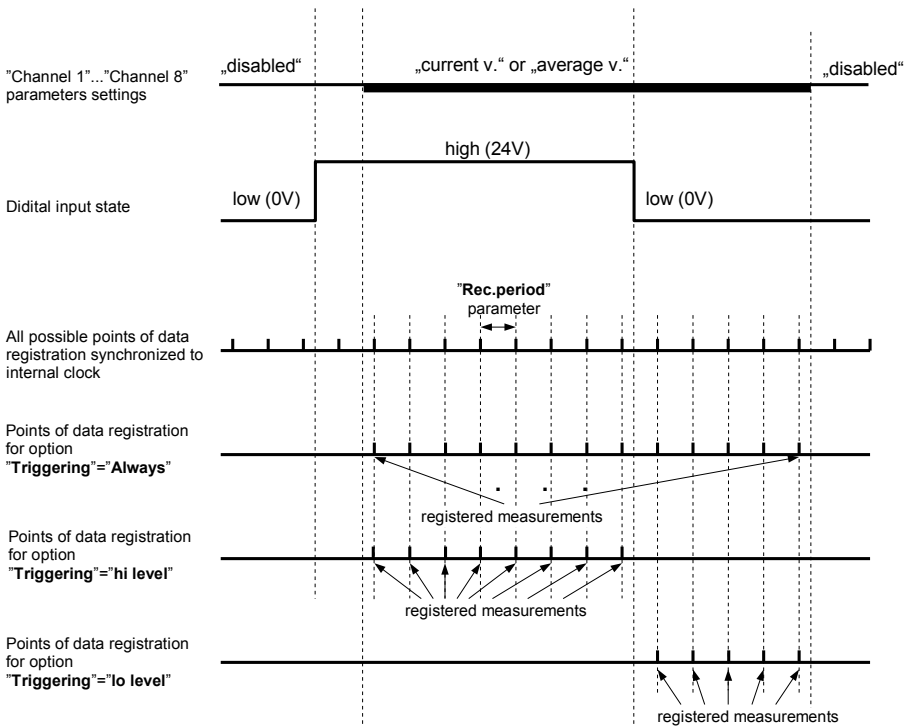 "Channel 1"..."Channel 8"
parameters settings
„disabled“
„current v.“ or „average v.“
„disabled“
Didital input state
low (0V)
high (24V)
low (0V)
"Rec.period"
parameter
All possible points of data
registration synchronized to
internal clock
Points of data registration
for option
"Triggering"="Always"
. . .
registered measurements
Points of data registration
for option
"Triggering"="hi level"
registered measurements
Points of data registration
for option
"Triggering"="lo level"
registered measurements